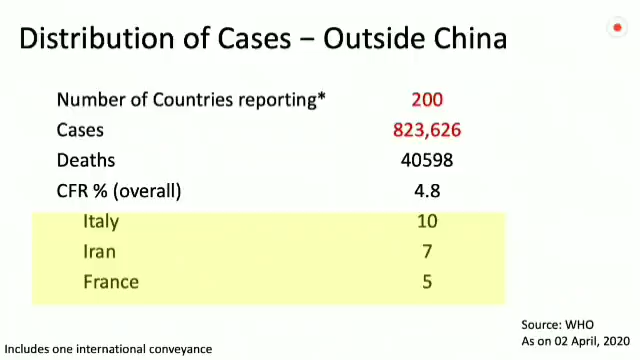 Distribution of Cases – Outside China
Number of Countries reporting* 200
Cases 823,626
Deaths 40598
CFR % (overall) 4.8
Italy 10
Iran 7
France 5
Source: WHO
As on 02 April, 2020
Includes one international conveyance